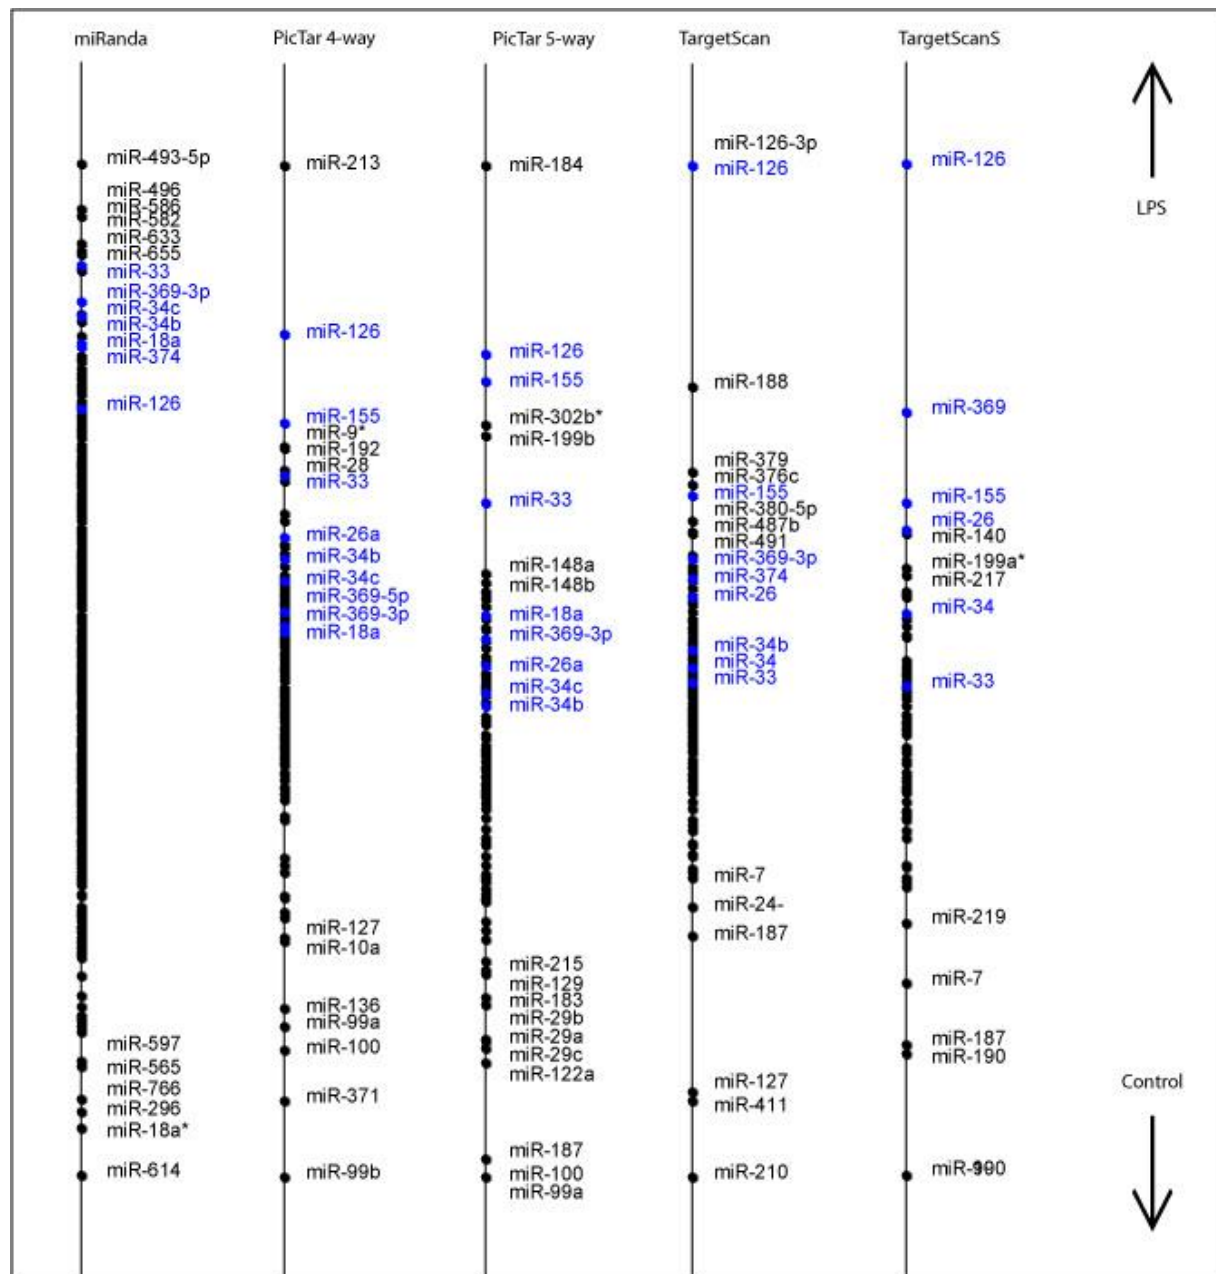 miRanda
miR-493-5p
miR-496
miR-586
miR-582
miR-633
miR-655
miR-33
miR-369-3p
miR-34c
miR-34b
miR-18a
miR-374
miR-126
miR-597
miR-565
miR-766
miR-296
miR-18a*
miR-614
PicTar 4-way
miR-213
miR-126
miR-155
miR-9*
miR-192
miR-28
miR-33
miR-26a
miR-34b
miR-34c
miR-369-5p
miR-369-3p
miR-18a
miR-127
miR-10a
miR-136
miR-99a
miR-100
miR-371
miR-99b
PicTar 5-way
miR-184
miR-126
miR-155
miR-302b*
miR-199b
miR-33
miR-148a
miR-148b
miR-18a
miR-369-3p
miR-26a
miR-34c
miR-34b
miR-215
miR-129
miR-183
miR-29b
miR-29a
miR-29c
miR-122a
miR-187
miR-100
miR-99a
TargetScan
miR-126-3p
miR-126
miR-188
miR-379
miR-376c
miR-155
miR-380-5p
miR-487b
miR-491
miR-369-3p
miR-374
miR-26
miR-34b
miR-34
miR-33
miR-7
miR-24-
miR-187
miR-127
miR-411
miR-210
TargetScanS
miR-126
miR-369
miR-155
miR-26
miR-140
miR-199a*
miR-217
miR-34
miR-33
miR-219
miR-7
miR-187
miR-190
LPS
Control